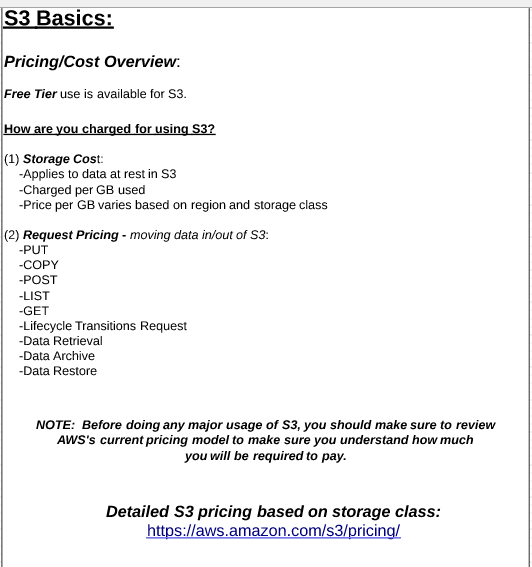 S3 Basics:
Pricing/Cost Overview:
Free Tier use is available for S3.
How are you charged for using S3?
(1) Storage Cost:
-Applies to data at rest in S3
-Charged per GB used
-Price per GB varies based on region and storage class
(2) Request Pricing - moving data in/out of S3:
-PUT
-COPY
-POST
-LIST
-GET
-Lifecycle Transitions Request
-Data Retrieval
-Data Archive
-Data Restore
NOTE:  Before doing any major usage of S3, you should make sure to review
AWS's current pricing model to make sure you understand how much
you will be required to pay.
Detailed S3 pricing based on storage class:
https://aws.amazon.com/s3/pricing/